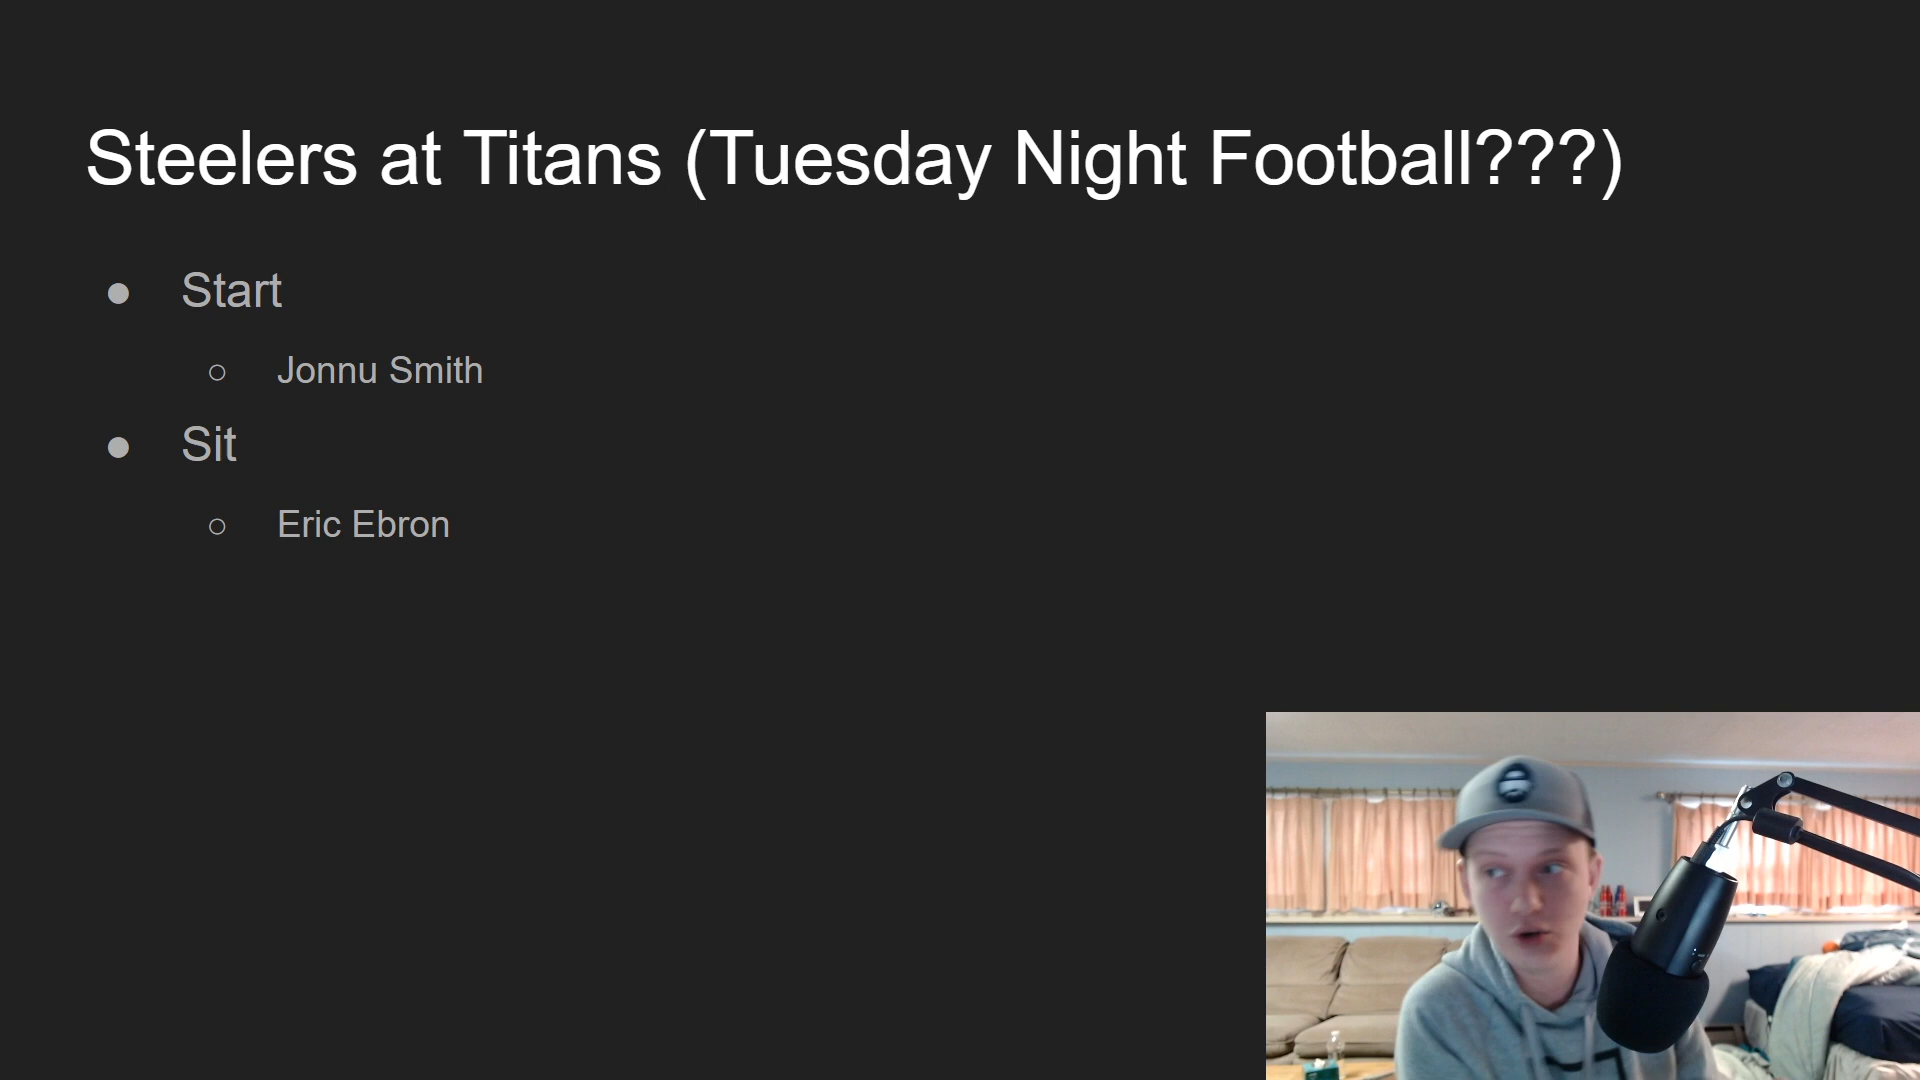 Steelers at Titans (Tuesday Night Football???)
● Start
○ Jonnu Smith
● Sit
○ Eric Ebron